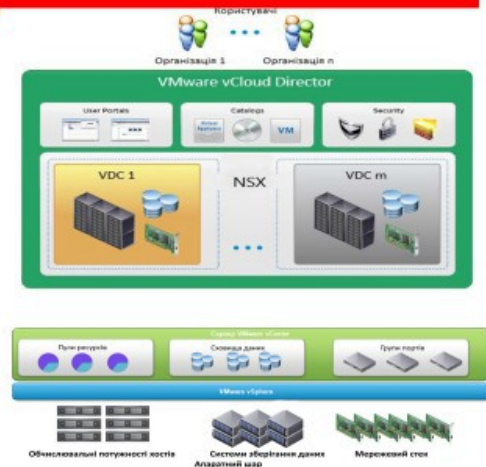 Користувачі
Організація 1 Організація n
VMware vCloud Director
User Portals Catalogs Security
VM
VDC 1 NSX VDC m
Сервер VMware vCenter
Пули ресурсів Сховища даних Групи портів
VMware vSphere
Обчислювальні потужності хостів Системи зберігання даних Мережевий стек
Апаратний шар